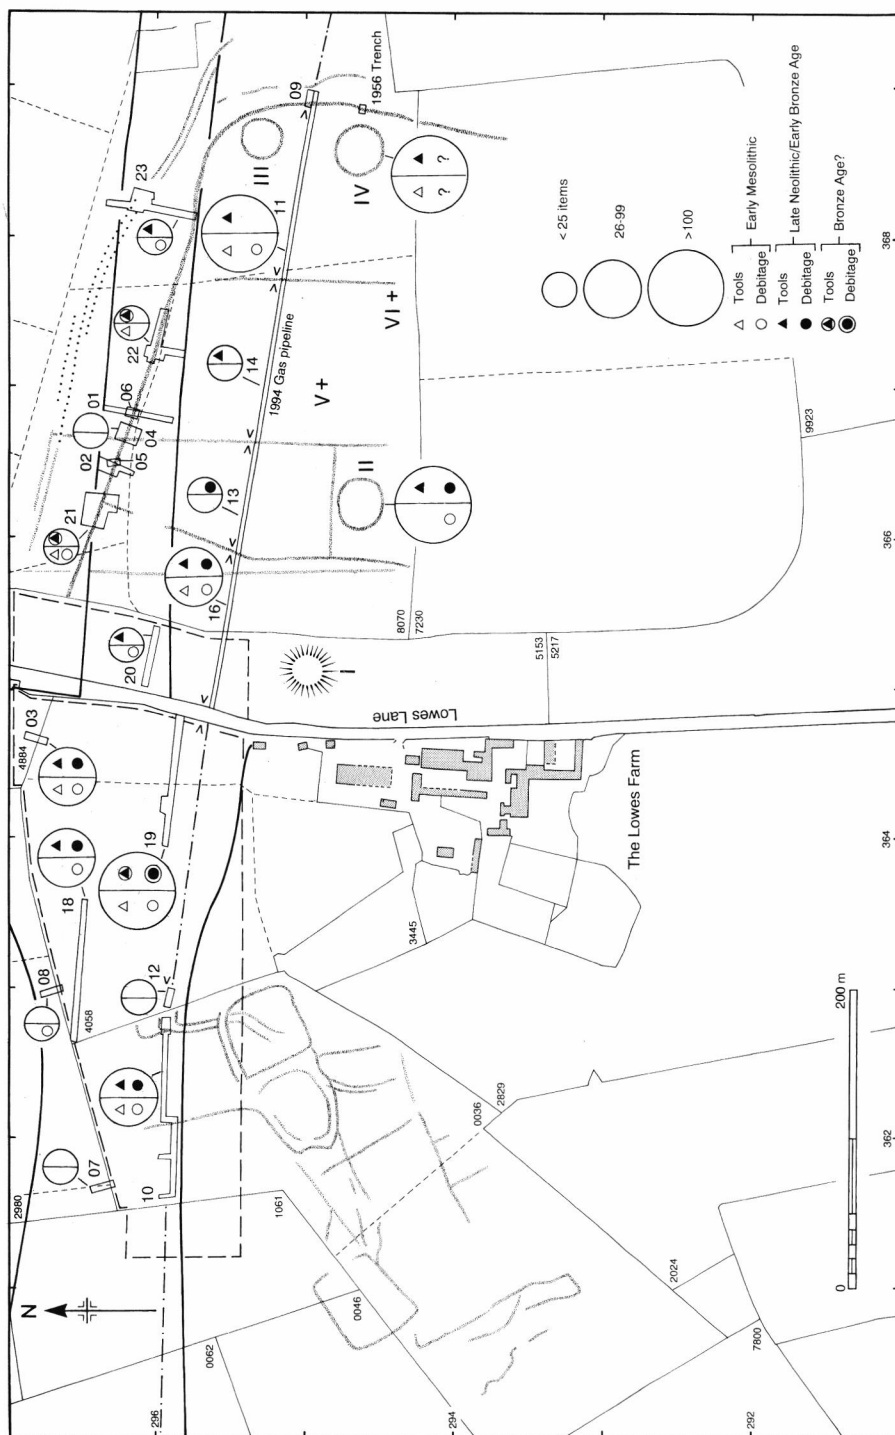 N
2980
07
10
08
12
18
4058
19
03
4884
20
21
02
05
04
01
06
22
23
III
11
09
1956 Trench
IV
? ?
1994 Gas pipeline
14
V +
VI +
13
16
II
I
Lowes Lane
8070
7230
5153
5217
9923
3445
The Lowes Farm
1061
0036
2829
0046
0062
2024
7800
< 25 items
26-99
>100
Tools
Debitage
Early Mesolithic
Tools
Debitage
Late Neolithic/Early Bronze Age
Tools
Debitage
Bronze Age?
0 200 m
296
294
292
362
364
366
368